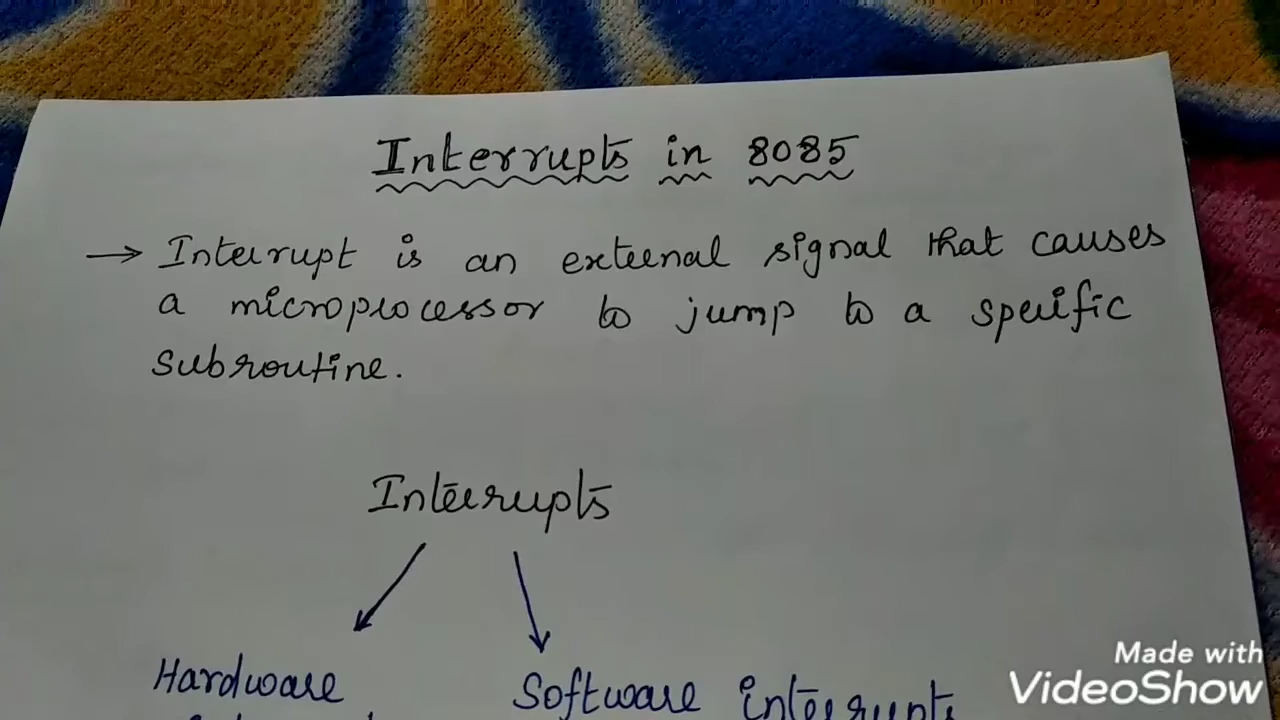 Interrupts in 8085
→ Interrupt is an external signal that causes
a microprocessor to jump to a specific
subroutine.
Interrupts
Hardware
Software interrupts
Made with
VideoShow